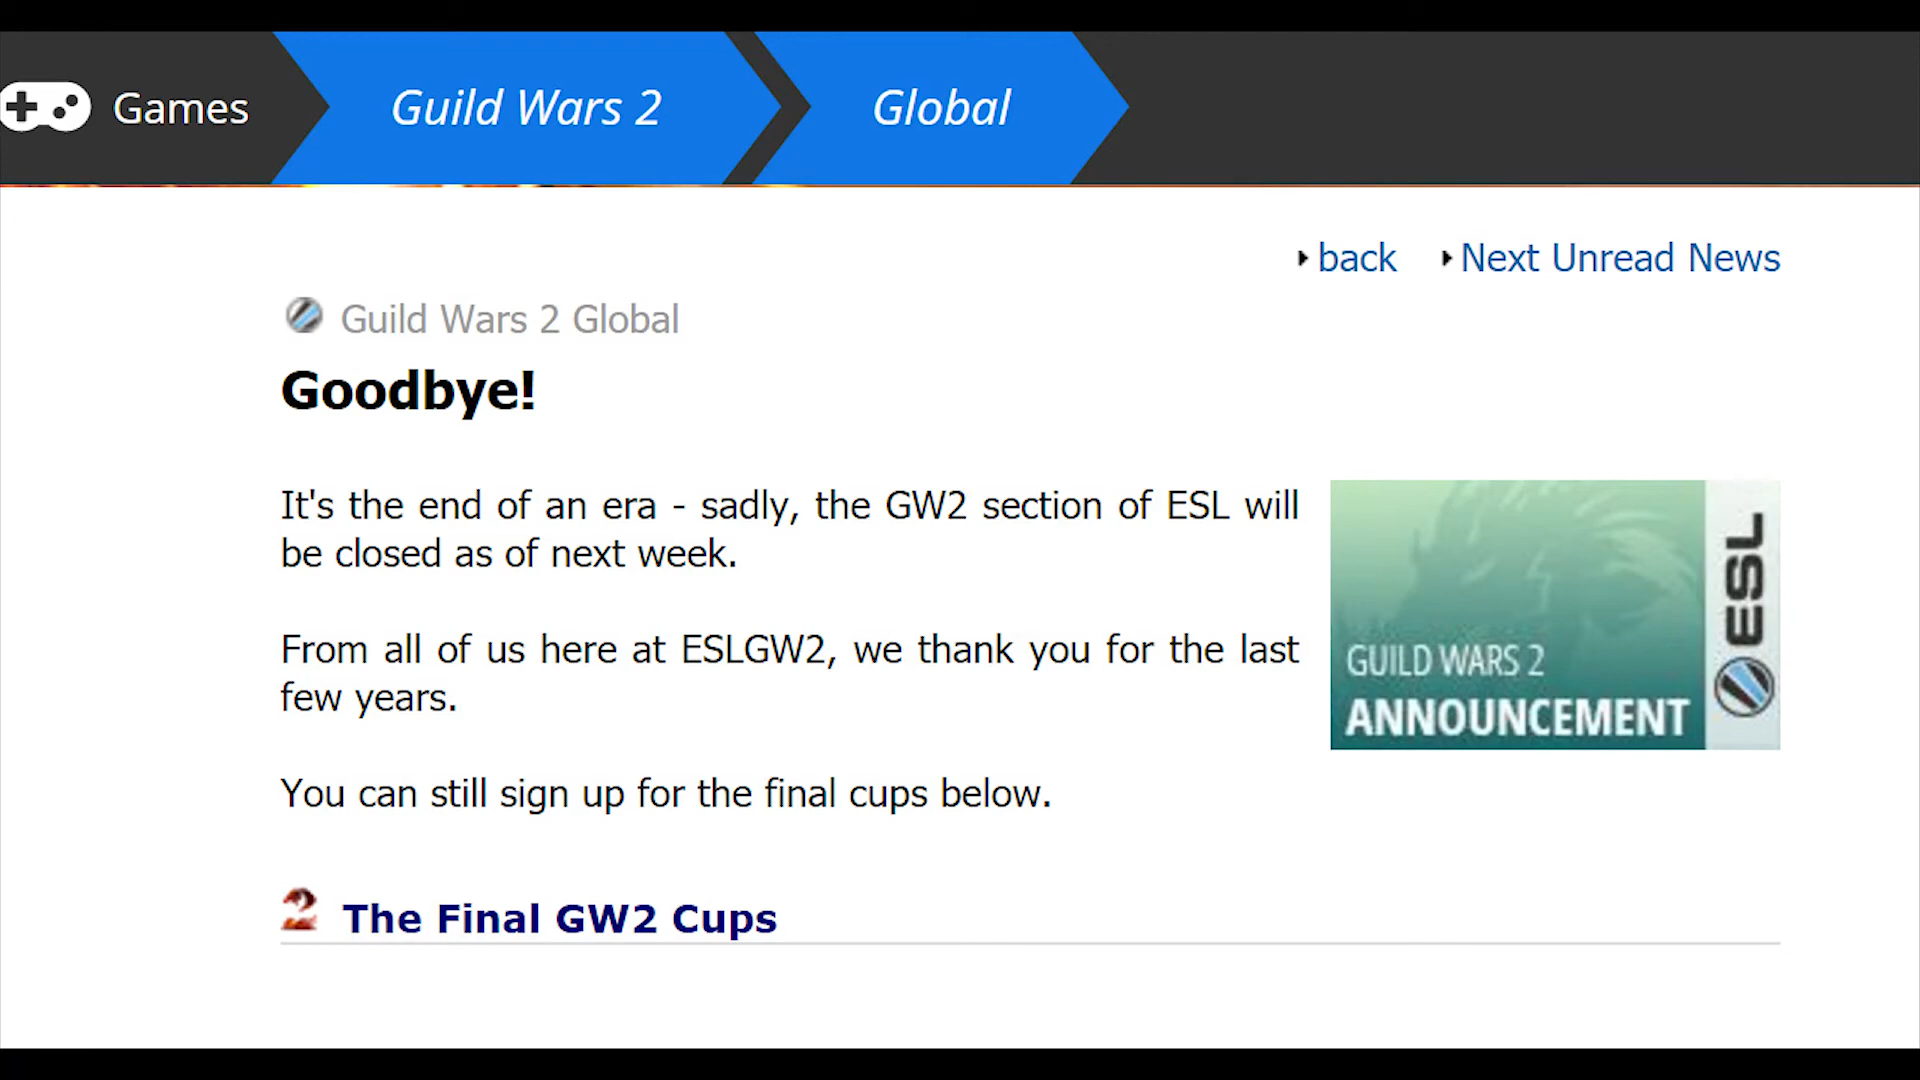 Games
Guild Wars 2
Global
back
Next Unread News
Guild Wars 2 Global
Goodbye!
It's the end of an era - sadly, the GW2 section of ESL will
be closed as of next week.
From all of us here at ESLGW2, we thank you for the last
few years.
You can still sign up for the final cups below.
GUILD WARS 2
ANNOUNCEMENT
ESL
2 The Final GW2 Cups